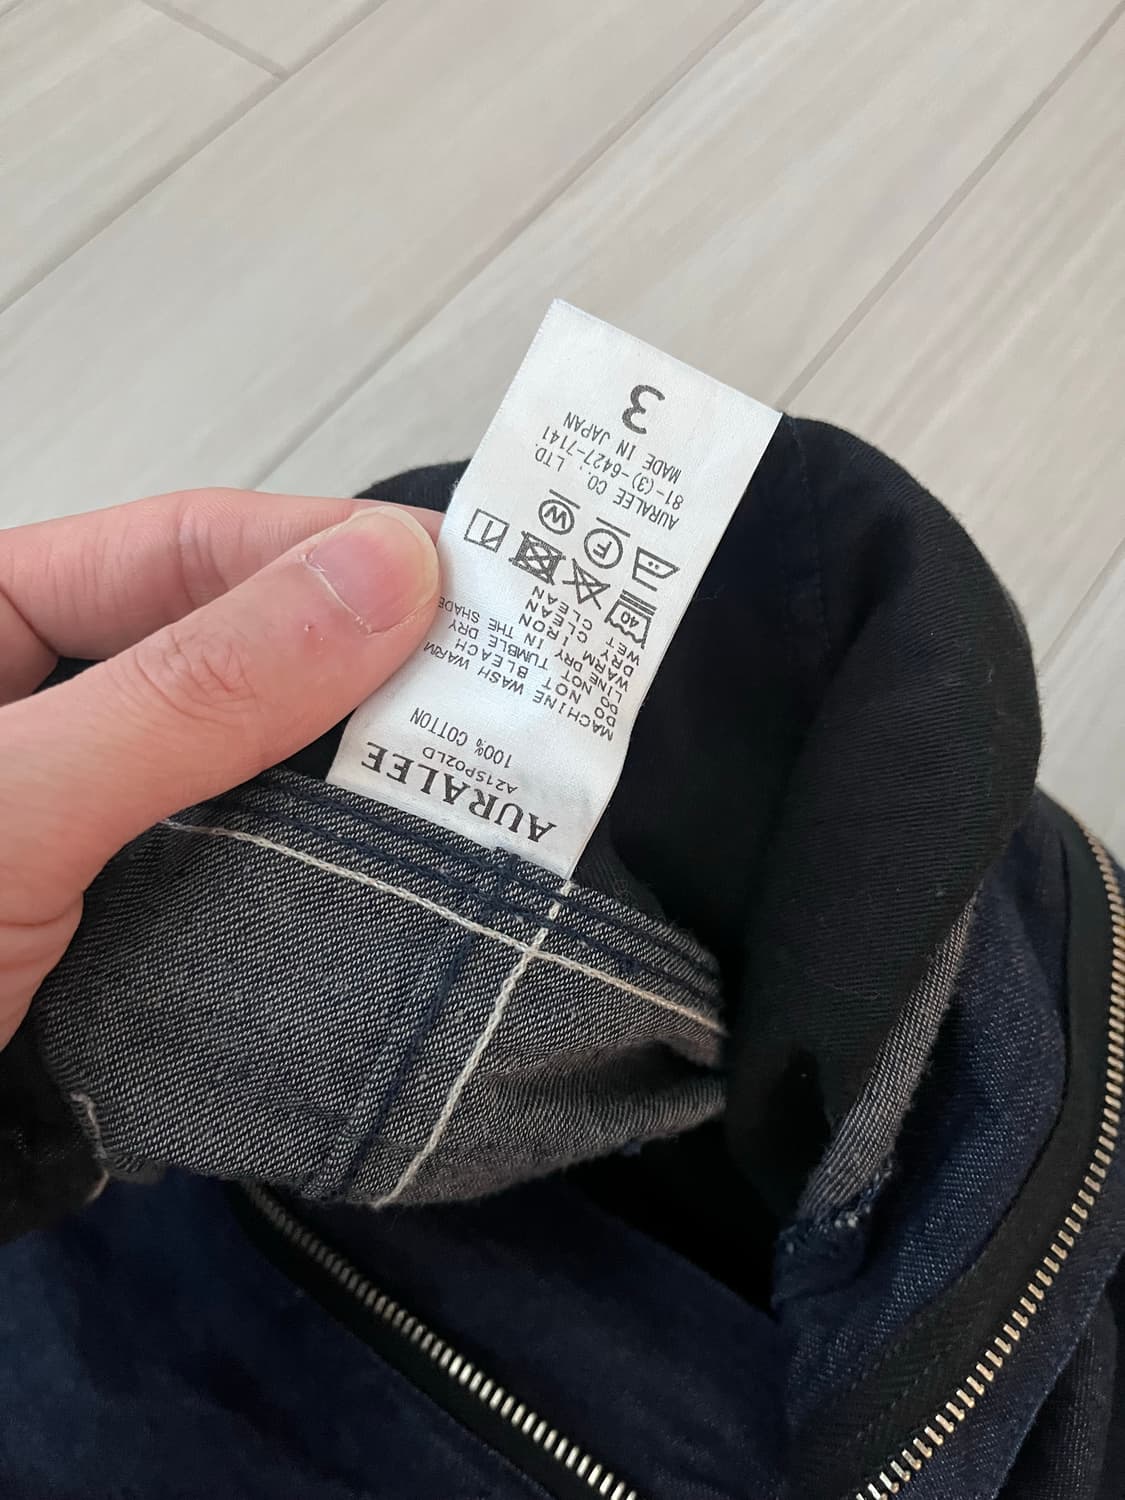 AURALEE
A21SP02LD
100% COTTON
MACHINE WASH WARM
DO NOT BLEACH
DO NOT TUMBLE DRY
LINE DRY IN THE SHADE
WARM IRON
DRY CLEAN
WET CLEAN
40
F
W
AURALEE CO., LTD.
81-(3)-6427-7141
MADE IN JAPAN
3